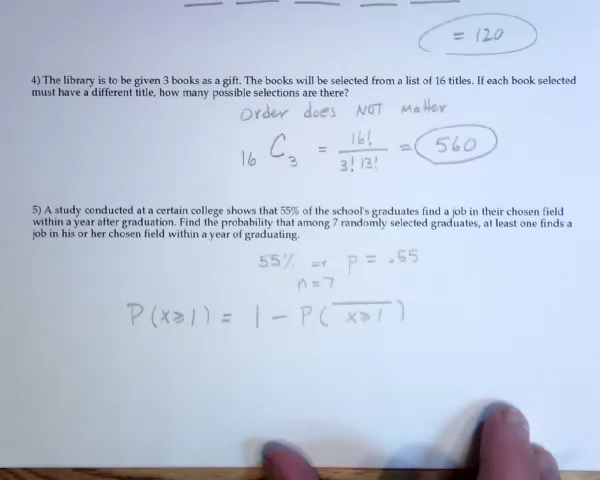 = 120
4) The library is to be given 3 books as a gift. The books will be selected from a list of 16 titles. If each book selected
must have a different title, how many possible selections are there?
Order does NOT matter
16 C 3 = 16! / 3! 13! = 560
5) A study conducted at a certain college shows that 55% of the school's graduates find a job in their chosen field
within a year after graduation. Find the probability that among 7 randomly selected graduates, at least one finds a
job in his or her chosen field within a year of graduating.
55% or p = .55
n = 7
P(x≥1) = 1 - P( x̅≥̅1̅ )